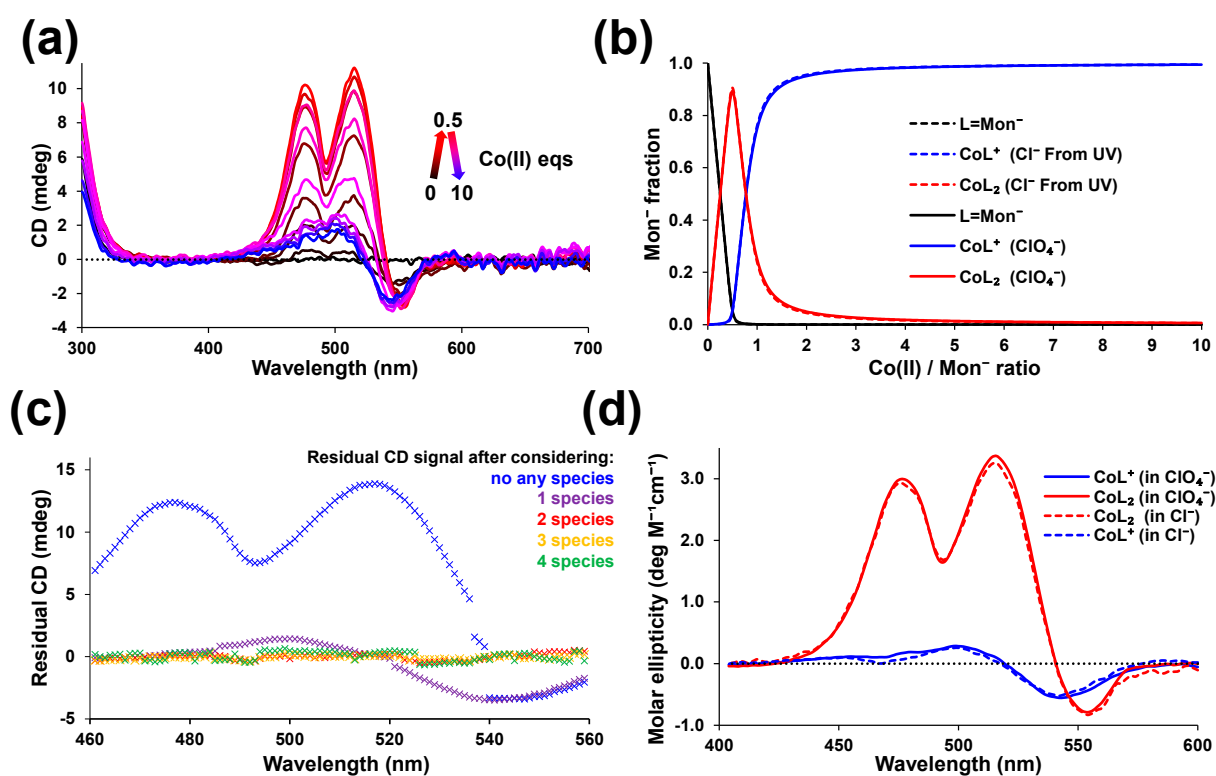 (a)
CD (mdeg)
10
8
6
4
2
0
-2
-4
300
400
500
600
700
Wavelength (nm)
0.5
Co(II) eqs
0 10
(b)
Mon⁻ fraction
1.0
0.8
0.6
0.4
0.2
0.0
0 1 2 3 4 5 6 7 8 9 10
Co(II) / Mon⁻ ratio
L=Mon⁻
CoL⁺ (Cl⁻ From UV)
CoL₂ (Cl⁻ From UV)
L=Mon⁻
CoL⁺ (ClO₄⁻)
CoL₂ (ClO₄⁻)
(c)
Residual CD (mdeg)
15
10
5
0
-5
460 480 500 520 540 560
Wavelength (nm)
Residual CD signal after considering:
no any species
1 species
2 species
3 species
4 species
(d)
Molar ellipticity (deg M⁻¹cm⁻¹)
3.0
2.0
1.0
0.0
-1.0
400 450 500 550 600
Wavelength (nm)
CoL⁺ (in ClO₄⁻)
CoL₂ (in ClO₄⁻)
CoL₂ (in Cl⁻)
CoL⁺ (in Cl⁻)